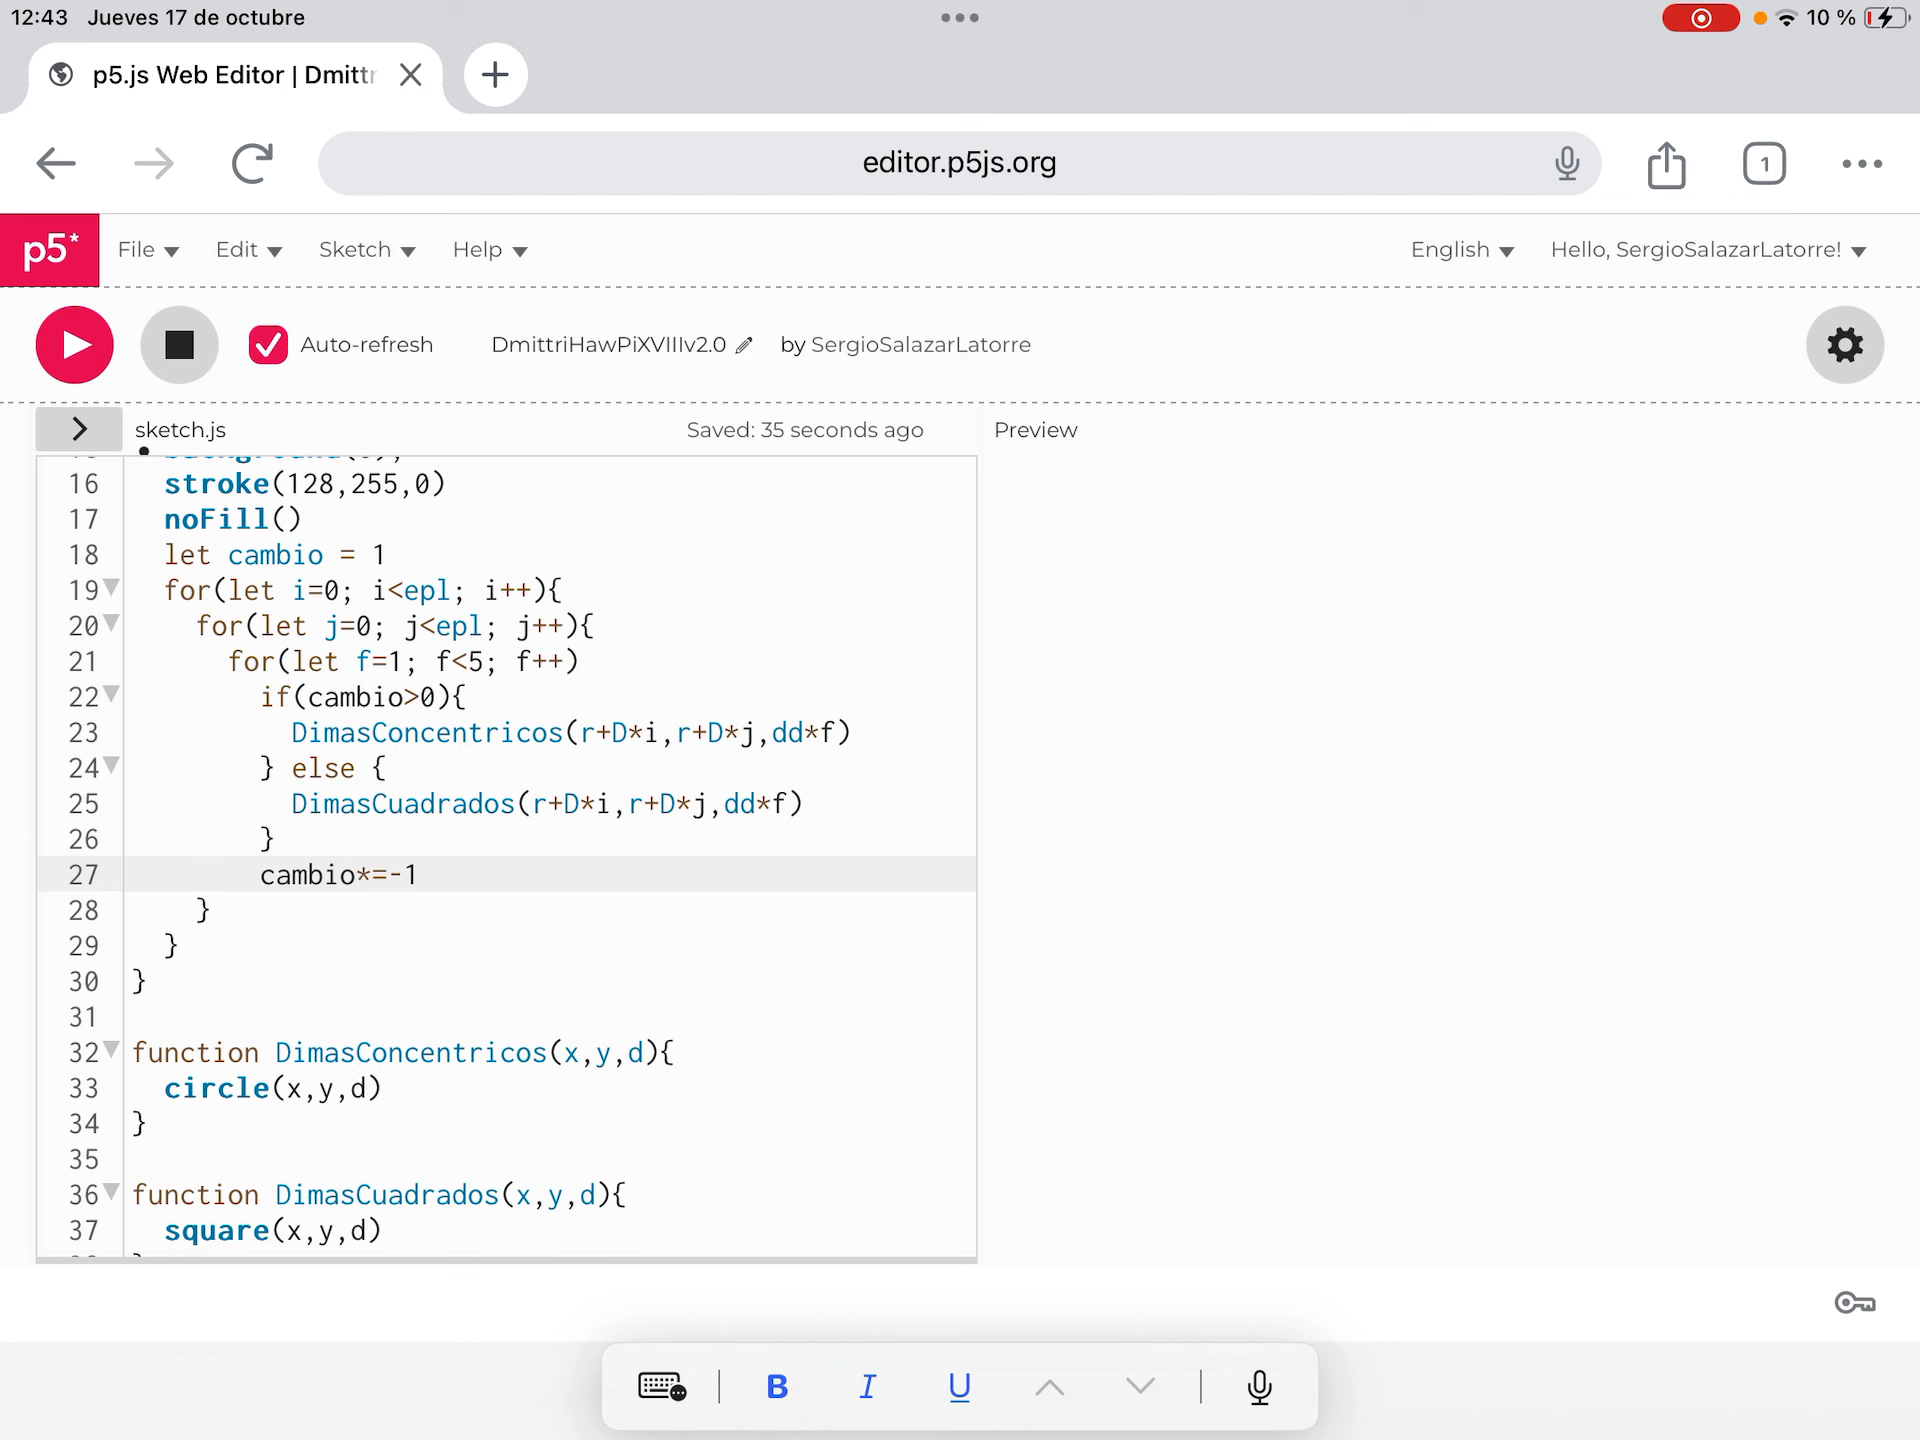 12:43 Jueves 17 de octubre 10 %
p5.js Web Editor | Dmittr
editor.p5js.org 1
p5* File Edit Sketch Help English Hello, SergioSalazarLatorre!
Auto-refresh DmittriHawPiXVIIIv2.0 by SergioSalazarLatorre
> sketch.js Saved: 35 seconds ago Preview
16 stroke(128,255,0)
17 noFill()
18 let cambio = 1
19 for(let i=0; i<epl; i++){
20 for(let j=0; j<epl; j++){
21 for(let f=1; f<5; f++)
22 if(cambio>0){
23 DimasConcentricos(r+D*i,r+D*j,dd*f)
24 } else {
25 DimasCuadrados(r+D*i,r+D*j,dd*f)
26 }
27 cambio*=-1
28 }
29 }
30 }
31
32 function DimasConcentricos(x,y,d){
33 circle(x,y,d)
34 }
35
36 function DimasCuadrados(x,y,d){
37 square(x,y,d)
B I U